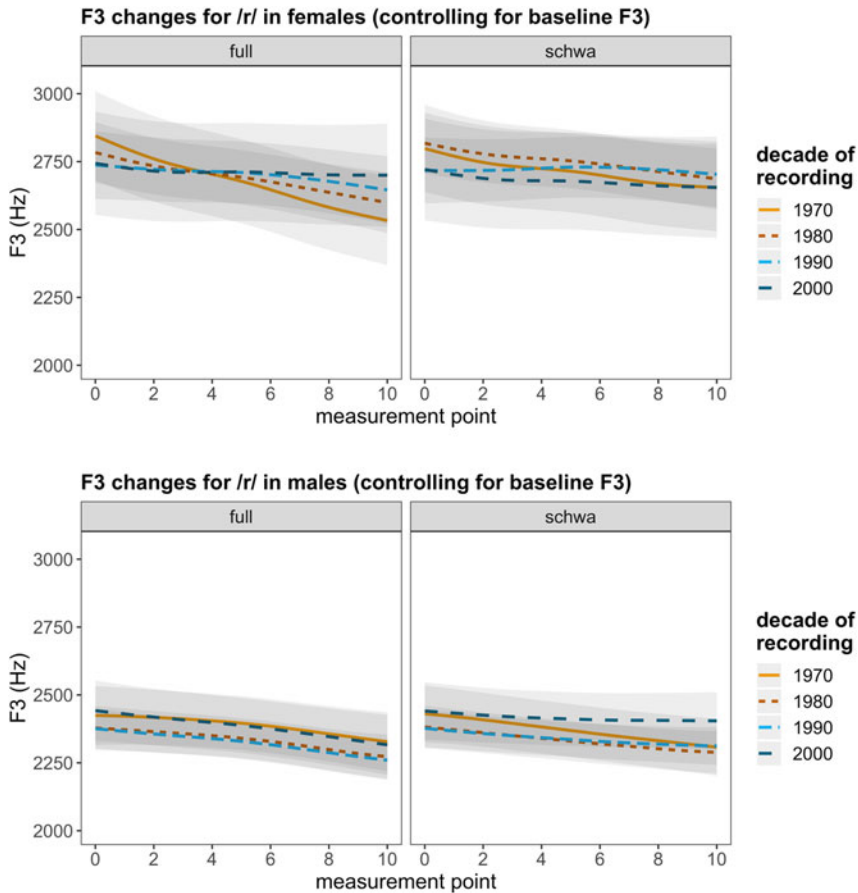 F3 changes for /r/ in females (controlling for baseline F3)
full
schwa
3000
2750
2500
2250
2000
F3 (Hz)
0 2 4 6 8 10
0 2 4 6 8 10
measurement point
decade of
recording
1970
1980
1990
2000
F3 changes for /r/ in males (controlling for baseline F3)
full
schwa
3000
2750
2500
2250
2000
F3 (Hz)
0 2 4 6 8 10
0 2 4 6 8 10
measurement point
decade of
recording
1970
1980
1990
2000